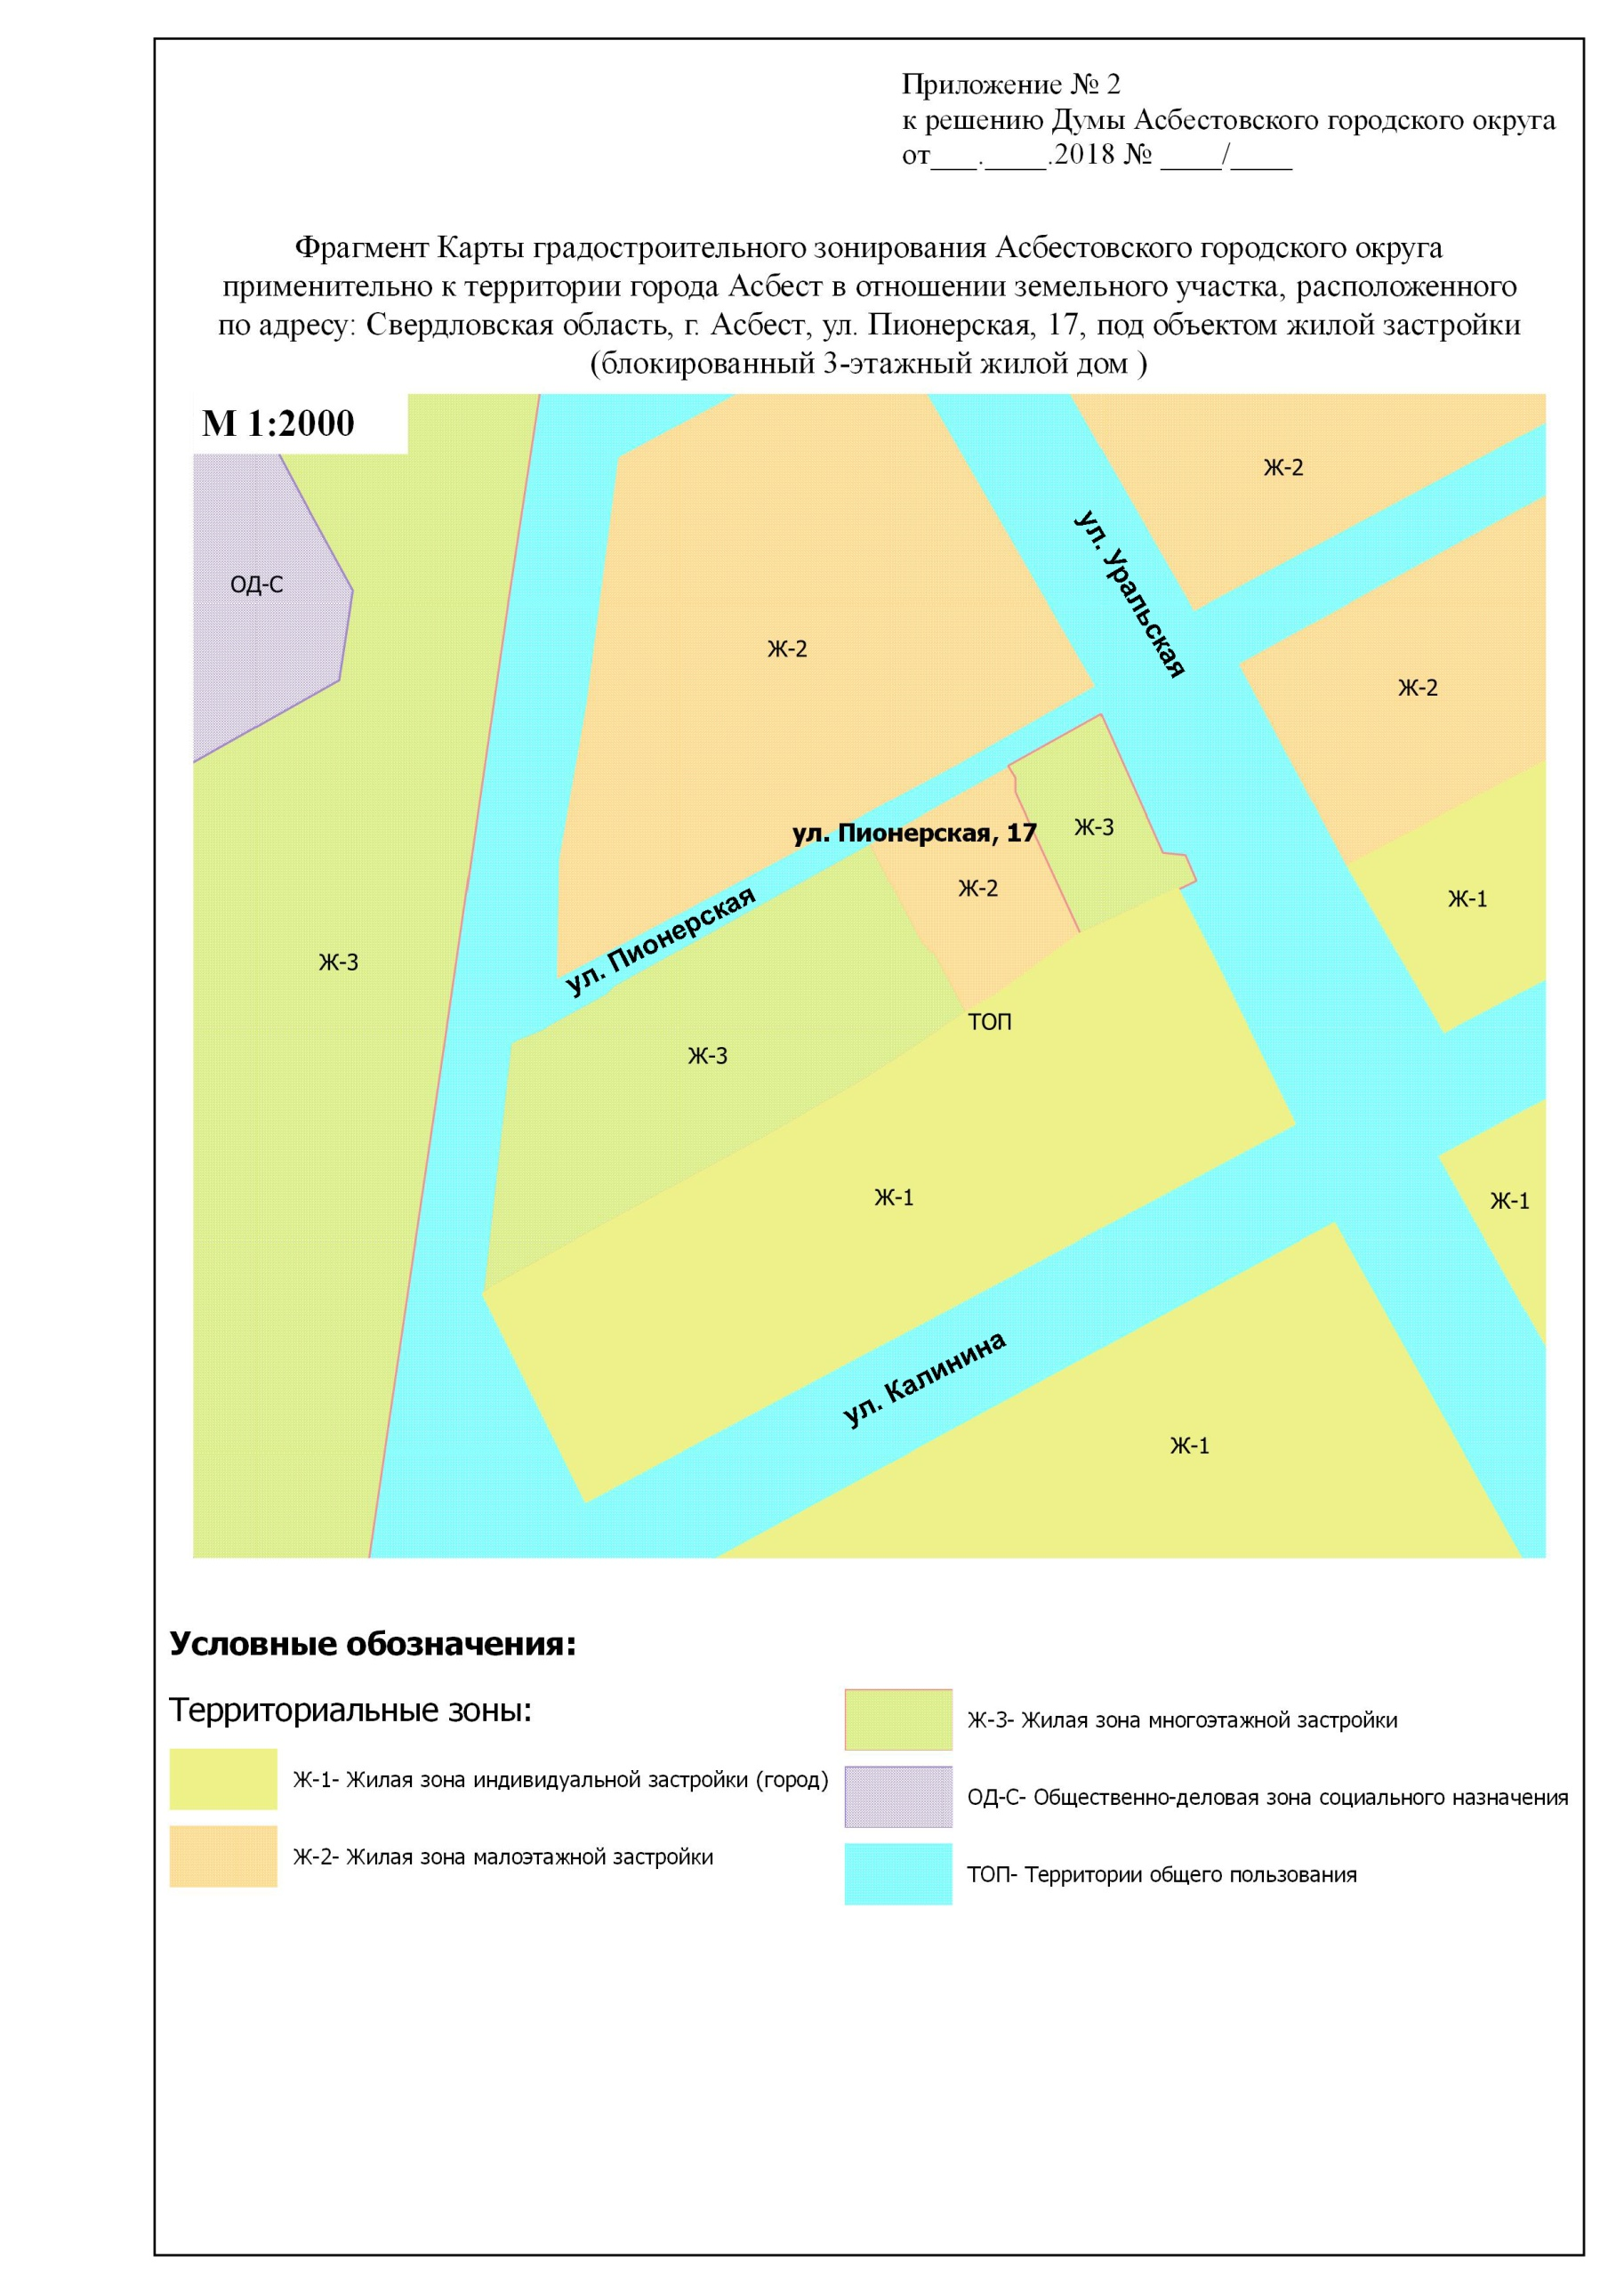 Приложение № 2
к решению Думы Асбестовского городского округа
от___.____.2018 № ____/____
Фрагмент Карты градостроительного зонирования Асбестовского городского округа
применительно к территории города Асбест в отношении земельного участка, расположенного
по адресу: Свердловская область, г. Асбест, ул. Пионерская, 17, под объектом жилой застройки
(блокированный 3-этажный жилой дом )
М 1:2000
Ж-2
ул. Уральская
ОД-С
Ж-2
Ж-2
ул. Пионерская, 17
Ж-3
Ж-2
Ж-1
ул. Пионерская
Ж-3
ТОП
Ж-3
Ж-1
Ж-1
ул. Калинина
Ж-1
Условные обозначения:
Территориальные зоны:
Ж-1- Жилая зона индивидуальной застройки (город)
Ж-2- Жилая зона малоэтажной застройки
Ж-3- Жилая зона многоэтажной застройки
ОД-С- Общественно-деловая зона социального назначения
ТОП- Территории общего пользования